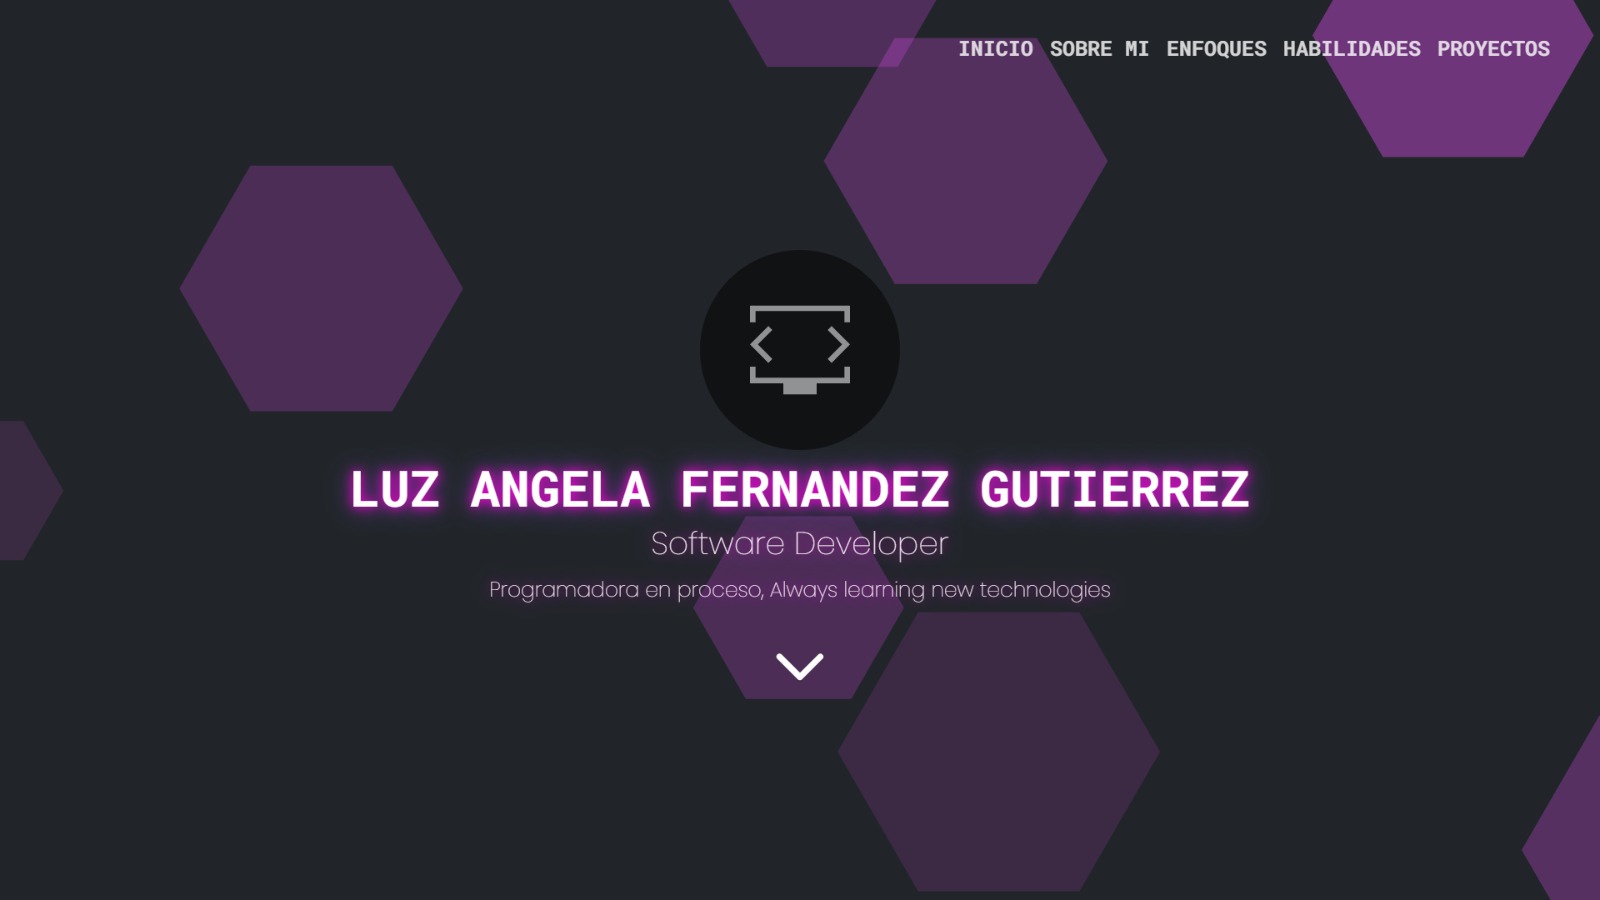 INICIO SOBRE MI ENFOQUES HABILIDADES PROYECTOS
LUZ ANGELA FERNANDEZ GUTIERREZ
Software Developer
Programadora en proceso, Always learning new technologies